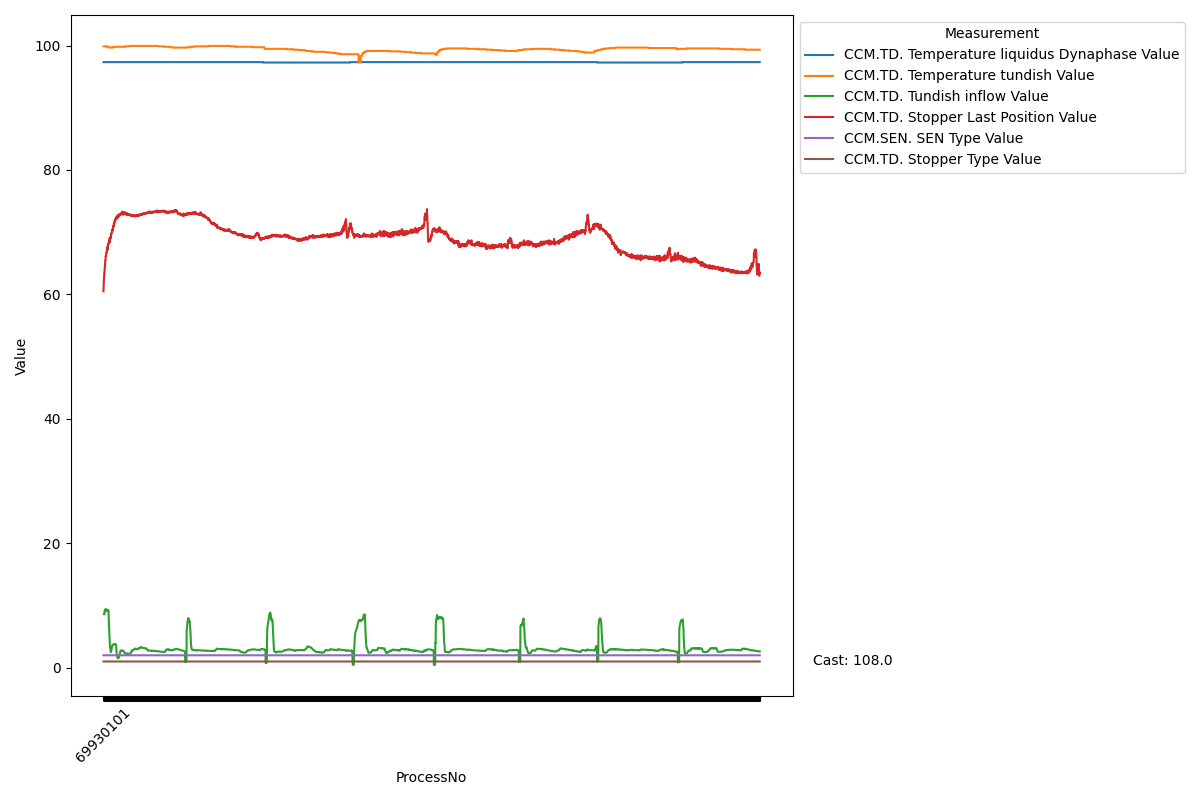 Measurement
CCM.TD. Temperature liquidus Dynaphase Value
CCM.TD. Temperature tundish Value
CCM.TD. Tundish inflow Value
CCM.TD. Stopper Last Position Value
CCM.SEN. SEN Type Value
CCM.TD. Stopper Type Value
100
80
60
40
20
0
Value
Cast: 108.0
69930101
ProcessNo